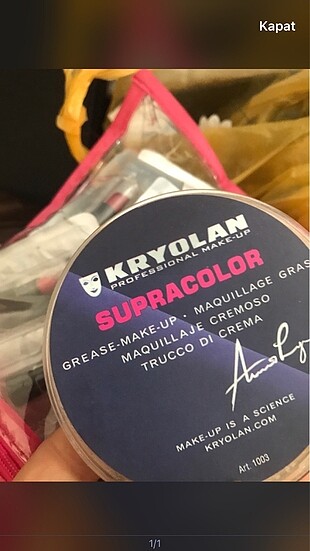 Kapat
KRYOLAN
PROFESSIONAL MAKE-UP
SUPRACOLOR
GREASE-MAKE-UP · MAQUILLAGE GRAS
MAQUILLAJE CREMOSO
TRUCCO DI CREMA
MAKE-UP IS A SCIENCE
KRYOLAN.COM
Art. 1003
1/1